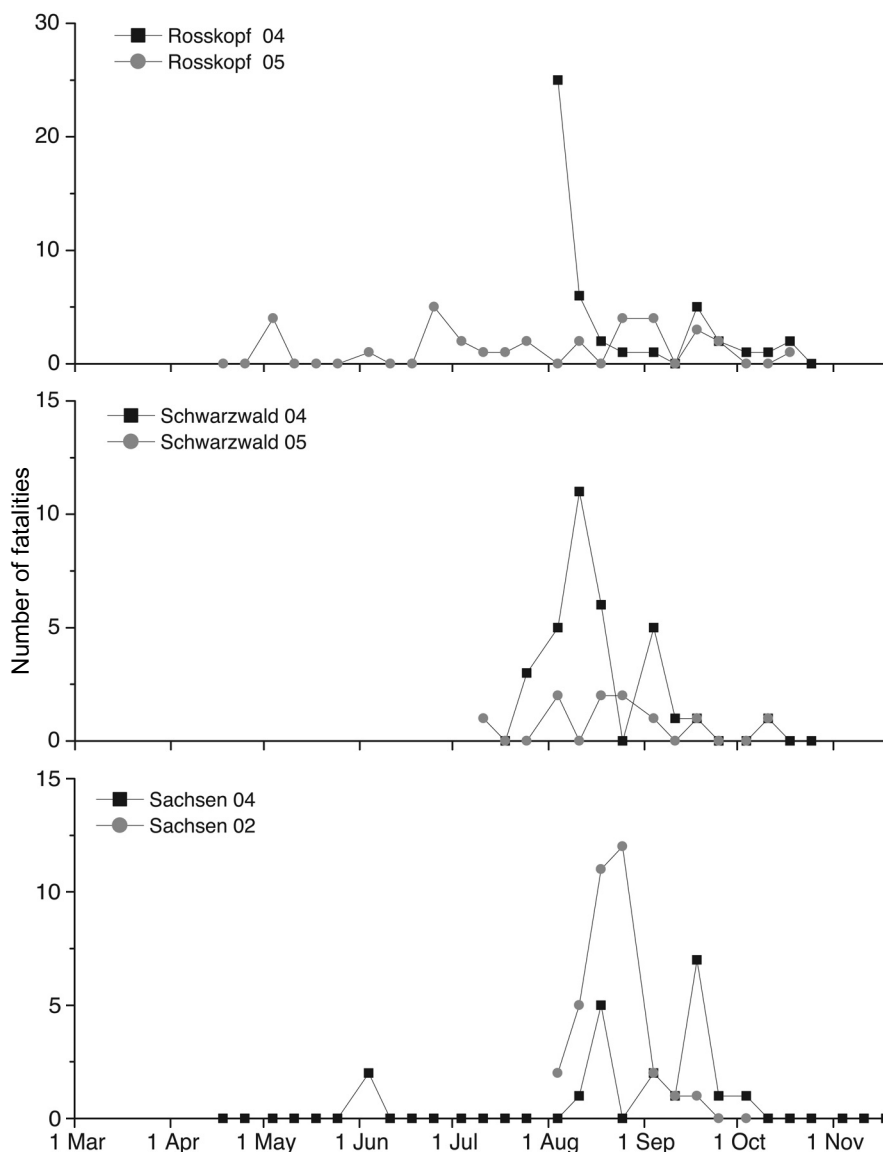 30
Rosskopf 04
Rosskopf 05
20
10
0
15
Schwarzwald 04
Schwarzwald 05
10
5
0
Number of fatalities
15
Sachsen 04
Sachsen 02
10
5
0
1 Mar 1 Apr 1 May 1 Jun 1 Jul 1 Aug 1 Sep 1 Oct 1 Nov